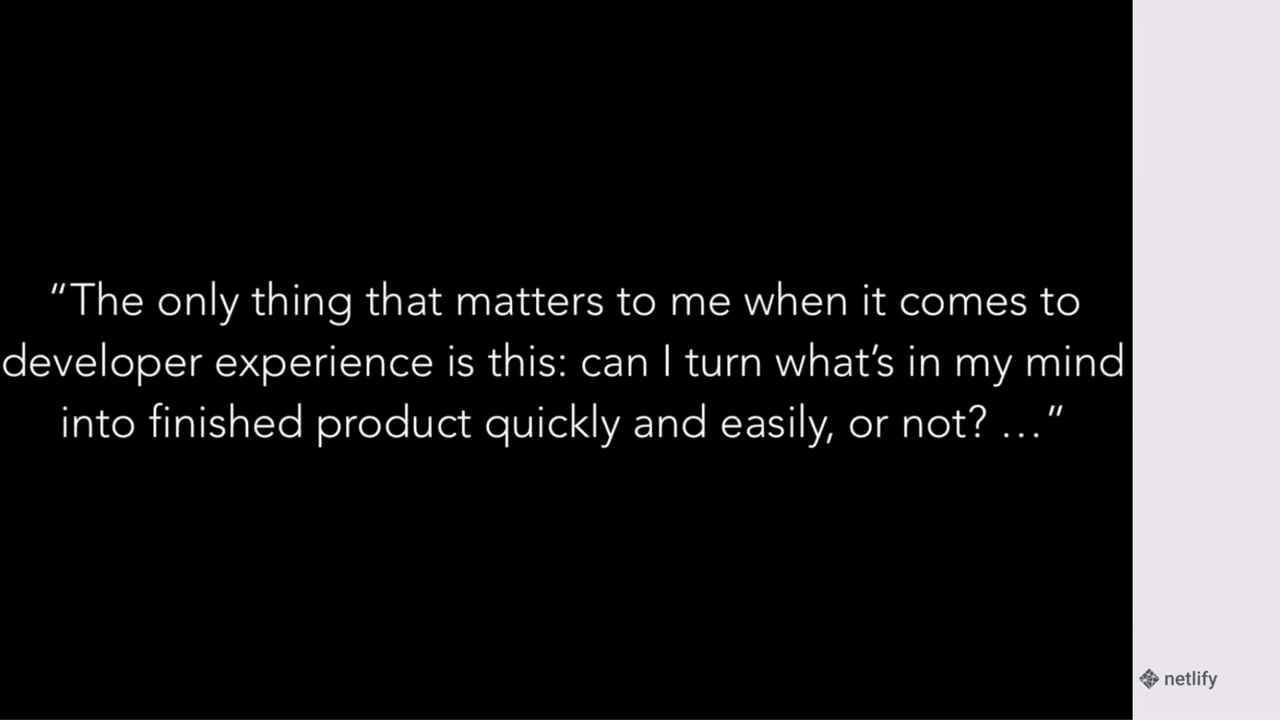 “The only thing that matters to me when it comes to
developer experience is this: can I turn what’s in my mind
into finished product quickly and easily, or not? …”
netlify